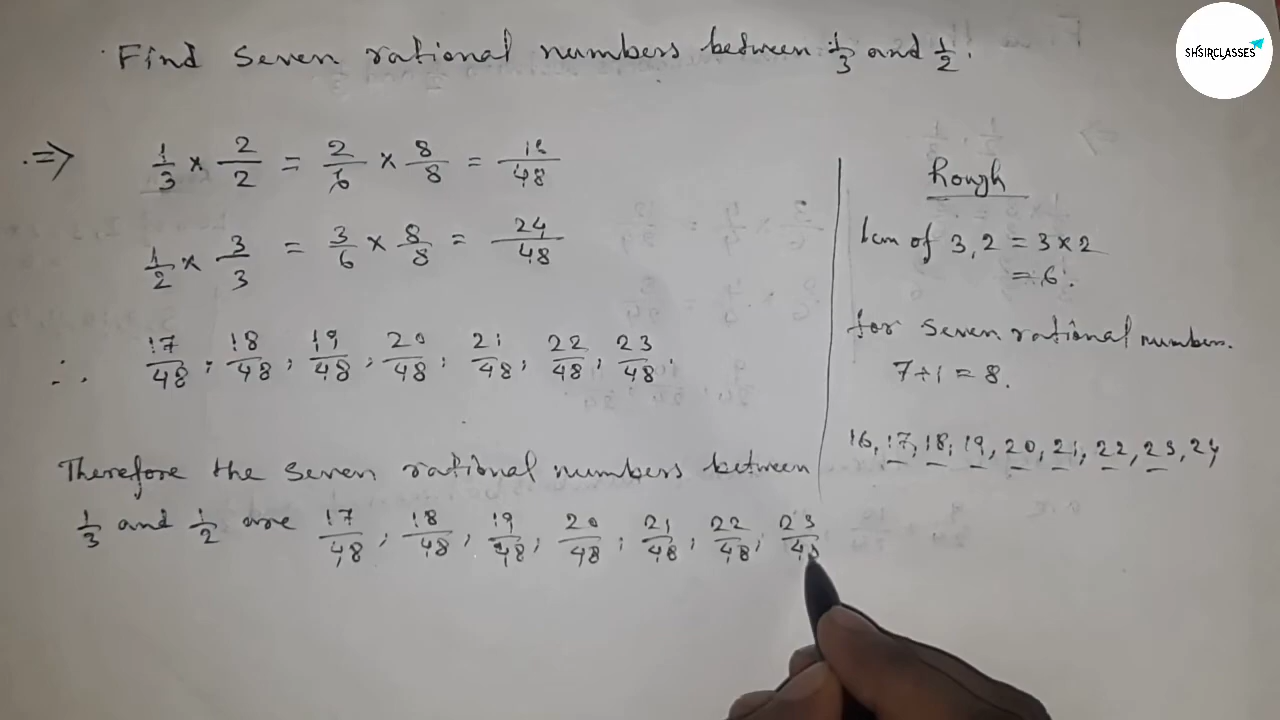 Find seven rational numbers between 1/3 and 1/2.
SHSIRCLASSES
⇒ 1/3 × 2/2 = 2/6 × 8/8 = 16/48
1/2 × 3/3 = 3/6 × 8/8 = 24/48
∴ 17/48, 18/48, 19/48, 20/48, 21/48, 22/48, 23/48.
Therefore the seven rational numbers between
1/3 and 1/2 are 17/48, 18/48, 19/48, 20/48, 21/48, 22/48, 23/48
Rough
lcm of 3, 2 = 3×2
= 6.
for seven rational numbers.
7+1 = 8.
16, 17, 18, 19, 20, 21, 22, 23, 24,